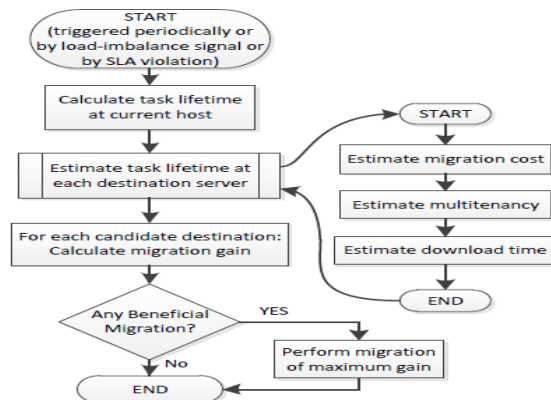 START
(triggered periodically or
by load-imbalance signal or
by SLA violation)
Calculate task lifetime
at current host
Estimate task lifetime at
each destination server
For each candidate destination:
Calculate migration gain
Any Beneficial
Migration?
YES
No
Perform migration
of maximum gain
END
START
Estimate migration cost
Estimate multitenancy
Estimate download time
END